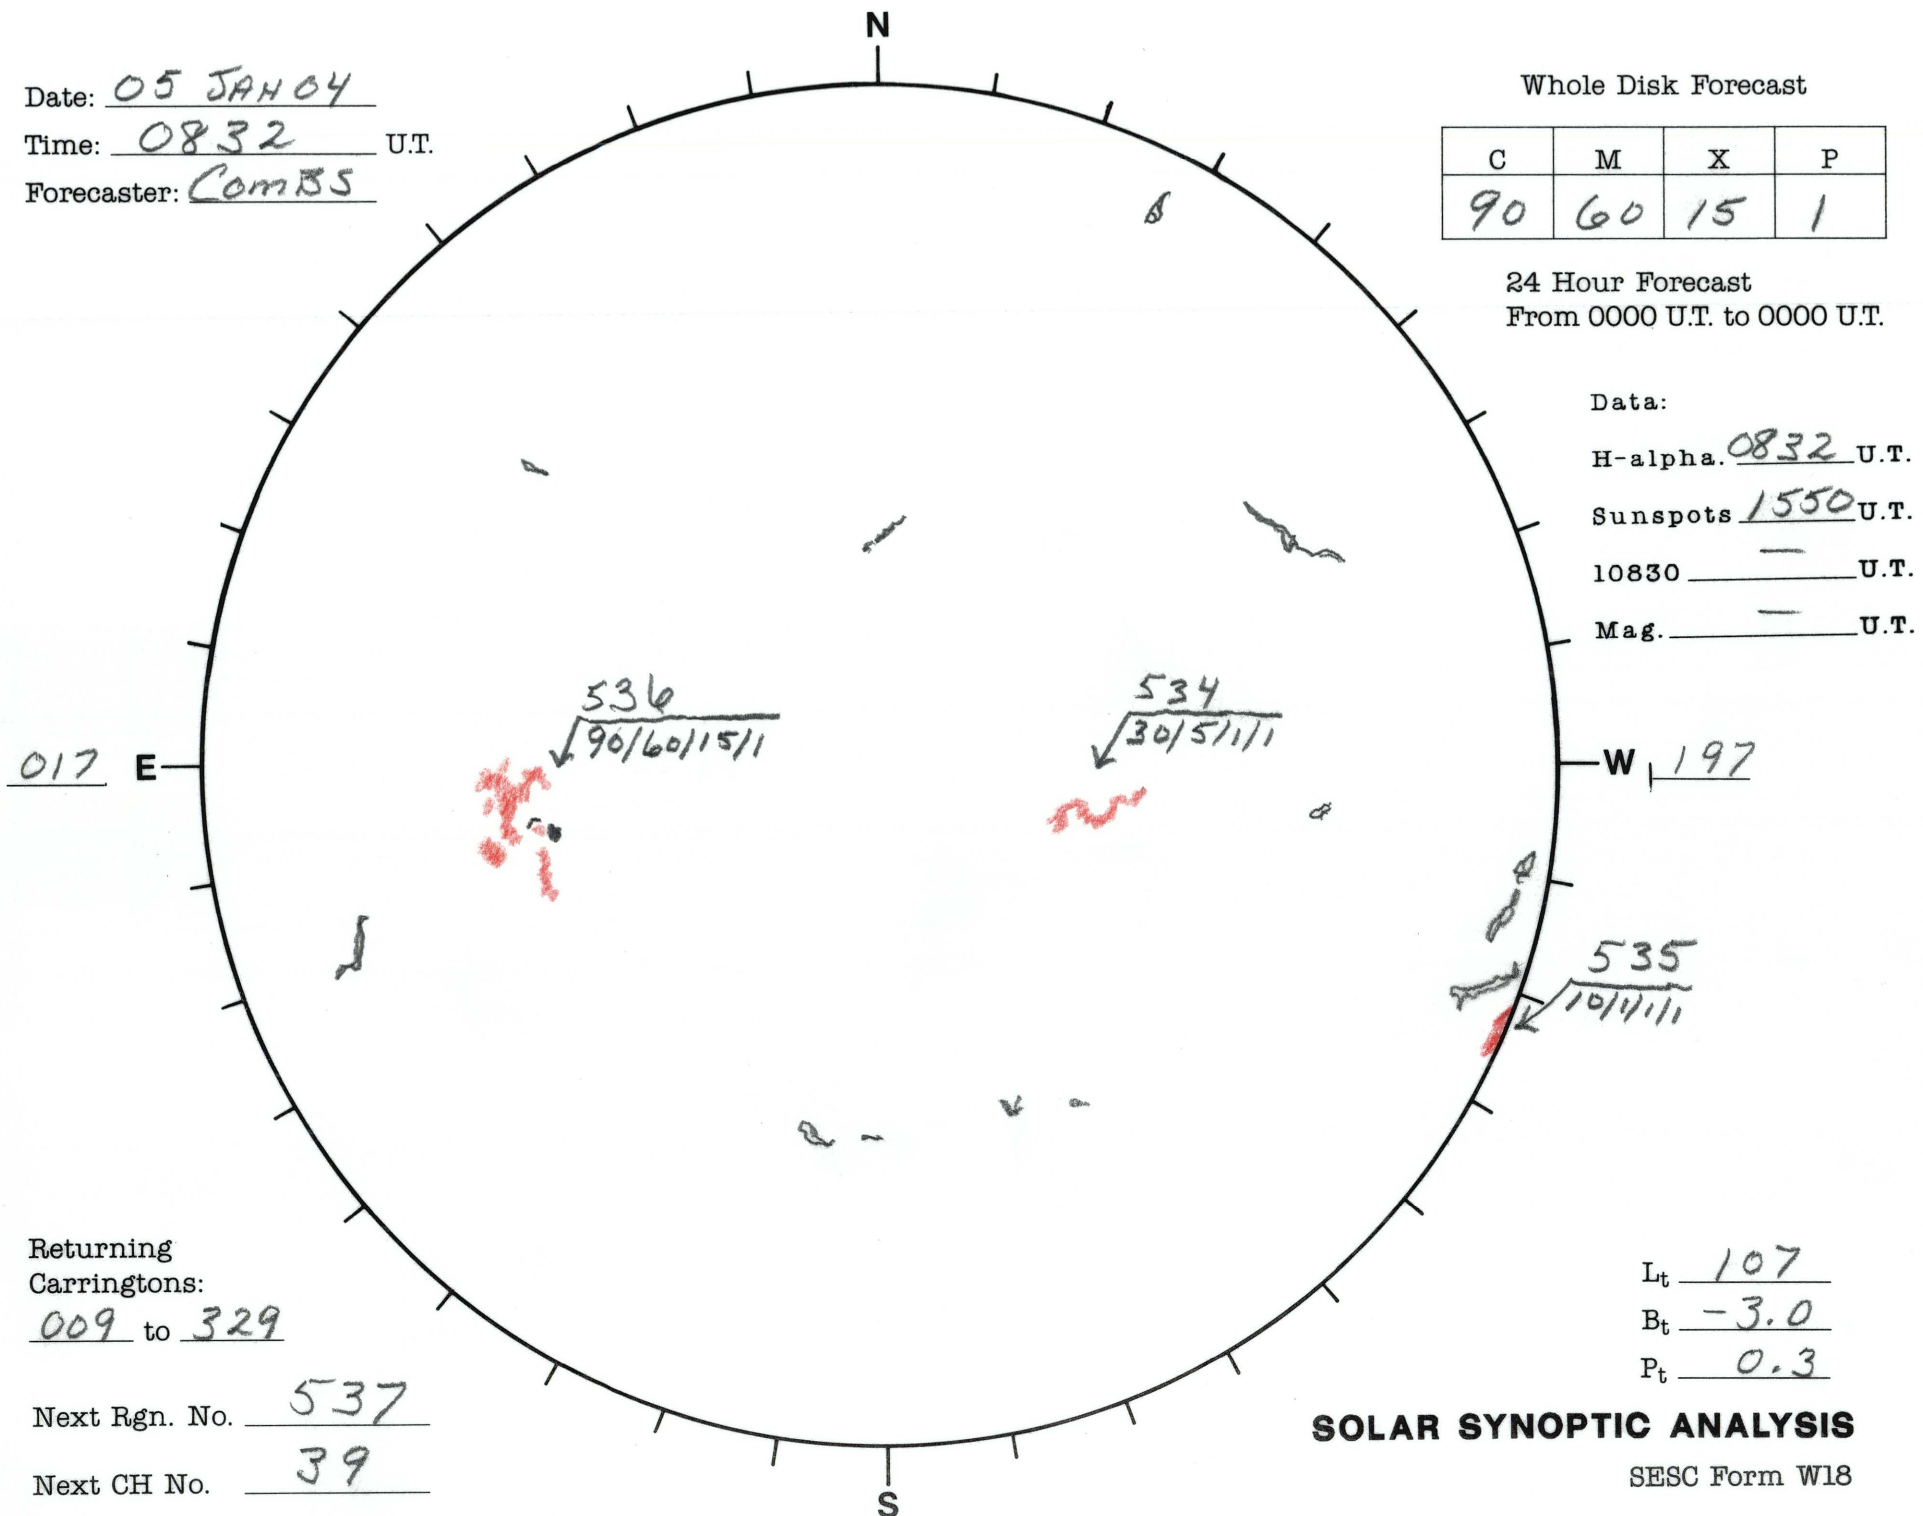 N
Date: 05 JAN 04
Time: 0832 U.T.
Forecaster: ComBS
Whole Disk Forecast
C M X P
90 60 15 1
24 Hour Forecast
From 0000 U.T. to 0000 U.T.
Data:
H-alpha. 0832 U.T.
Sunspots 1550 U.T.
10830 — U.T.
Mag. — U.T.
536
90/60/15/1
534
30/5/1/1
017 E
W 197
535
10/1/1/1
Returning
Carringtons:
009 to 329
Next Rgn. No. 537
Next CH No. 39
Lt 107
Bt -3.0
Pt 0.3
SOLAR SYNOPTIC ANALYSIS
SESC Form W18
S